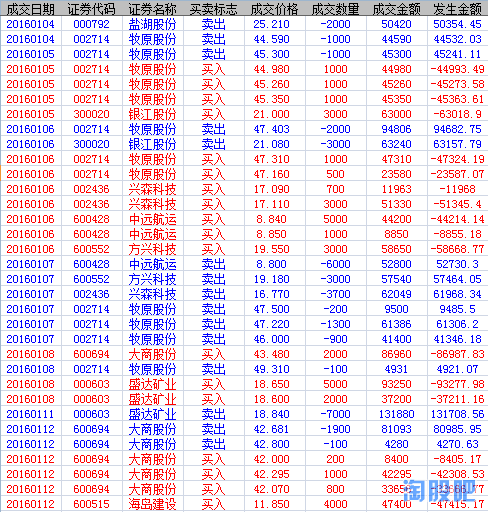 成交日期 证券代码 证券名称 买卖标志 成交价格 成交数量 成交金额 发生金额
20160104 000792 盐湖股份 卖出 25.210 -2000 50420 50354.45
20160104 002714 牧原股份 卖出 44.590 -1000 44590 44532.03
20160105 002714 牧原股份 卖出 45.300 -1000 45300 45241.11
20160105 002714 牧原股份 买入 44.980 1000 44980 -44993.49
20160105 002714 牧原股份 买入 45.260 1000 45260 -45273.58
20160105 002714 牧原股份 买入 45.350 1000 45350 -45363.61
20160105 300020 银江股份 买入 21.000 3000 63000 -63018.9
20160106 002714 牧原股份 卖出 47.403 -2000 94806 94682.75
20160106 300020 银江股份 卖出 21.080 -3000 63240 63157.79
20160106 002714 牧原股份 买入 47.310 1000 47310 -47324.19
20160106 002714 牧原股份 买入 47.160 500 23580 -23587.07
20160106 002436 兴森科技 买入 17.090 700 11963 -11968
20160106 002436 兴森科技 买入 17.110 3000 51330 -51345.4
20160106 600428 中远航运 买入 8.840 5000 44200 -44214.14
20160106 600428 中远航运 买入 8.850 1000 8850 -8855.18
20160106 600552 方兴科技 买入 19.550 3000 58650 -58668.77
20160107 600428 中远航运 卖出 8.800 -6000 52800 52730.3
20160107 600552 方兴科技 卖出 19.180 -3000 57540 57464.05
20160107 002436 兴森科技 卖出 16.770 -3700 62049 61968.34
20160107 002714 牧原股份 卖出 47.500 -200 9500 9485.5
20160107 002714 牧原股份 卖出 47.220 -1300 61386 61306.2
20160107 002714 牧原股份 卖出 46.000 -900 41400 41346.18
20160108 600694 大商股份 买入 43.480 2000 86960 -86987.83
20160108 002714 牧原股份 卖出 49.310 -100 4931 4921.07
20160108 000603 盛达矿业 买入 18.650 5000 93250 -93277.98
20160108 000603 盛达矿业 买入 18.600 2000 37200 -37211.16
20160111 000603 盛达矿业 卖出 18.840 -7000 131880 131708.56
20160112 600694 大商股份 卖出 42.681 -1900 81093 80985.95
20160112 600694 大商股份 卖出 42.800 -100 4280 4270.63
20160112 600694 大商股份 买入 42.000 200 8400 -8405.17
20160112 600694 大商股份 买入 42.295 1000 42295 -42308.53
20160112 600694 大商股份 买入 42.070 800 33656
20160112 600515 海岛建设 买入 11.850 4000 47400 -47415.17
淘股吧